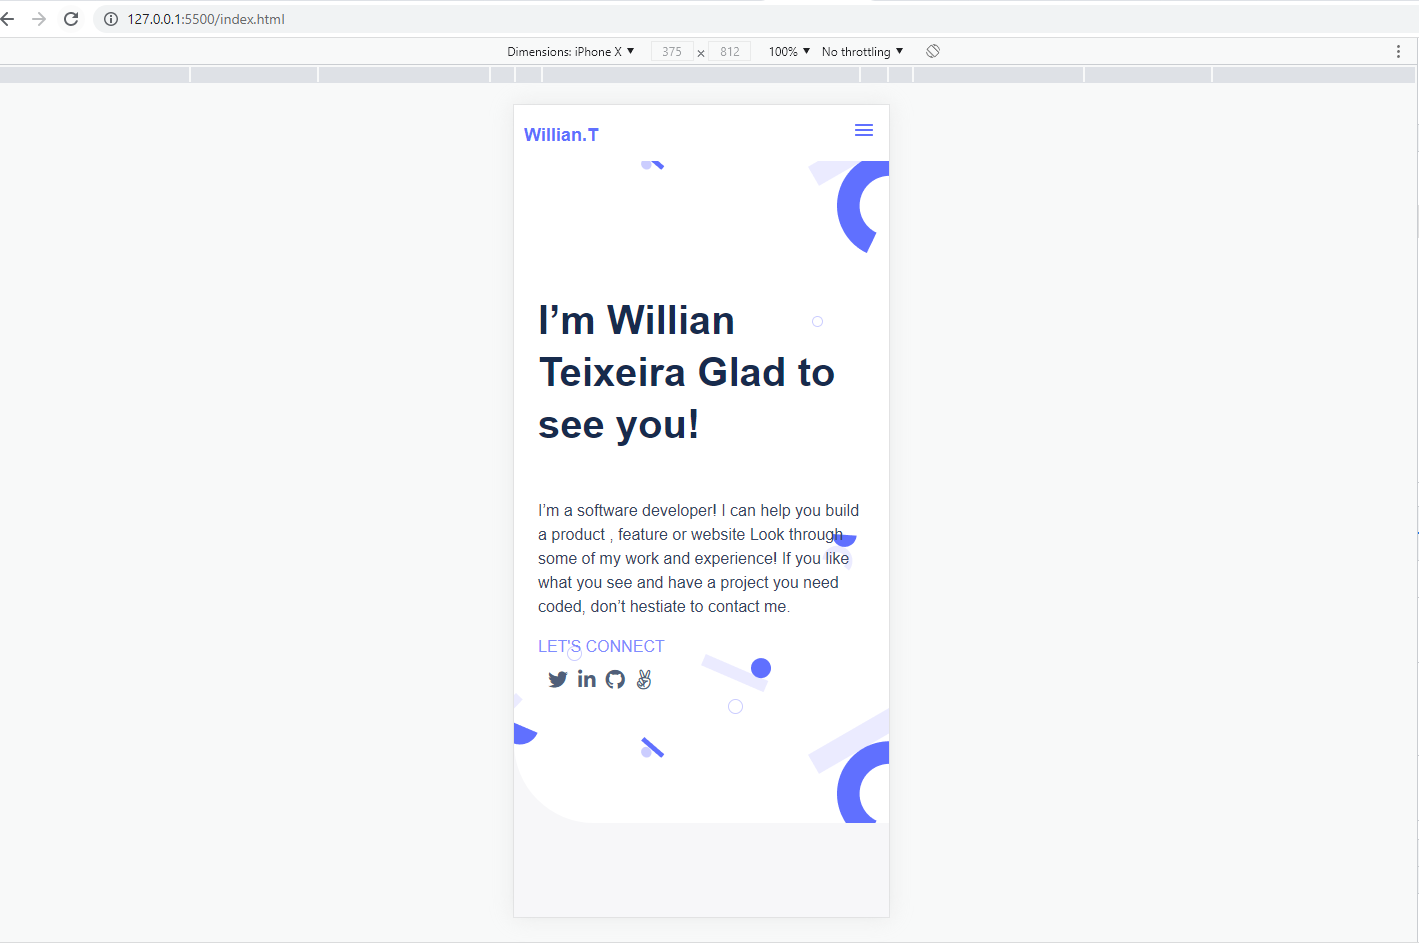 127.0.0.1:5500/index.html
Dimensions: iPhone X ▼ 375 × 812 100% ▼ No throttling ▼
Willian.T
I’m Willian
Teixeira Glad to
see you!
I’m a software developer! I can help you build
a product , feature or website Look through
some of my work and experience! If you like
what you see and have a project you need
coded, don’t hestiate to contact me.
LET'S CONNECT
in